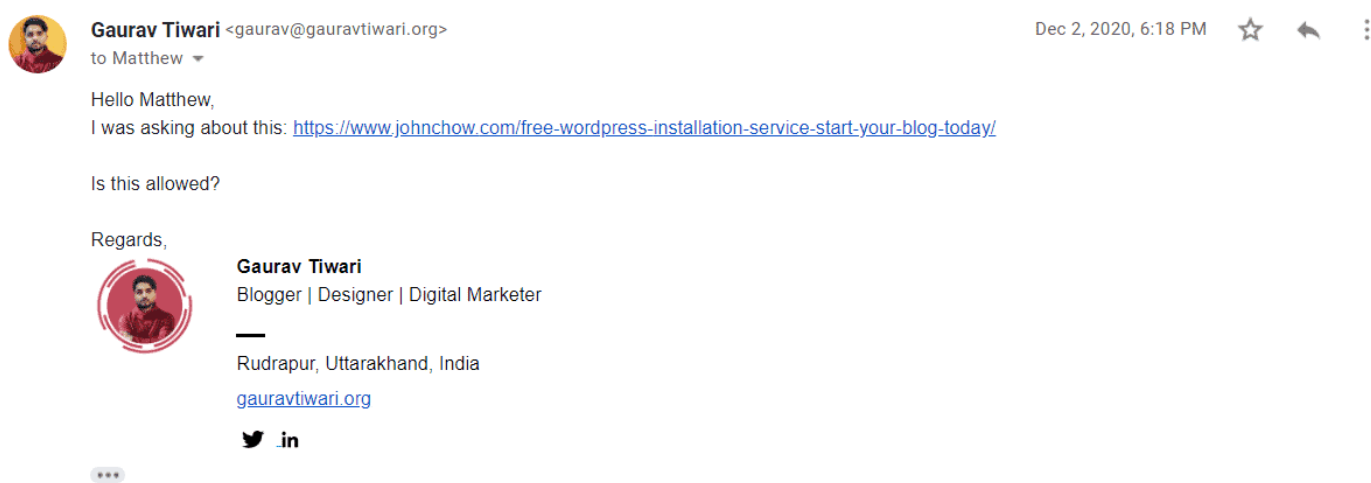 Gaurav Tiwari <gaurav@gauravtiwari.org>
Dec 2, 2020, 6:18 PM
to Matthew
Hello Matthew,
I was asking about this: https://www.johnchow.com/free-wordpress-installation-service-start-your-blog-today/
Is this allowed?
Regards,
Gaurav Tiwari
Blogger | Designer | Digital Marketer
Rudrapur, Uttarakhand, India
gauravtiwari.org
in